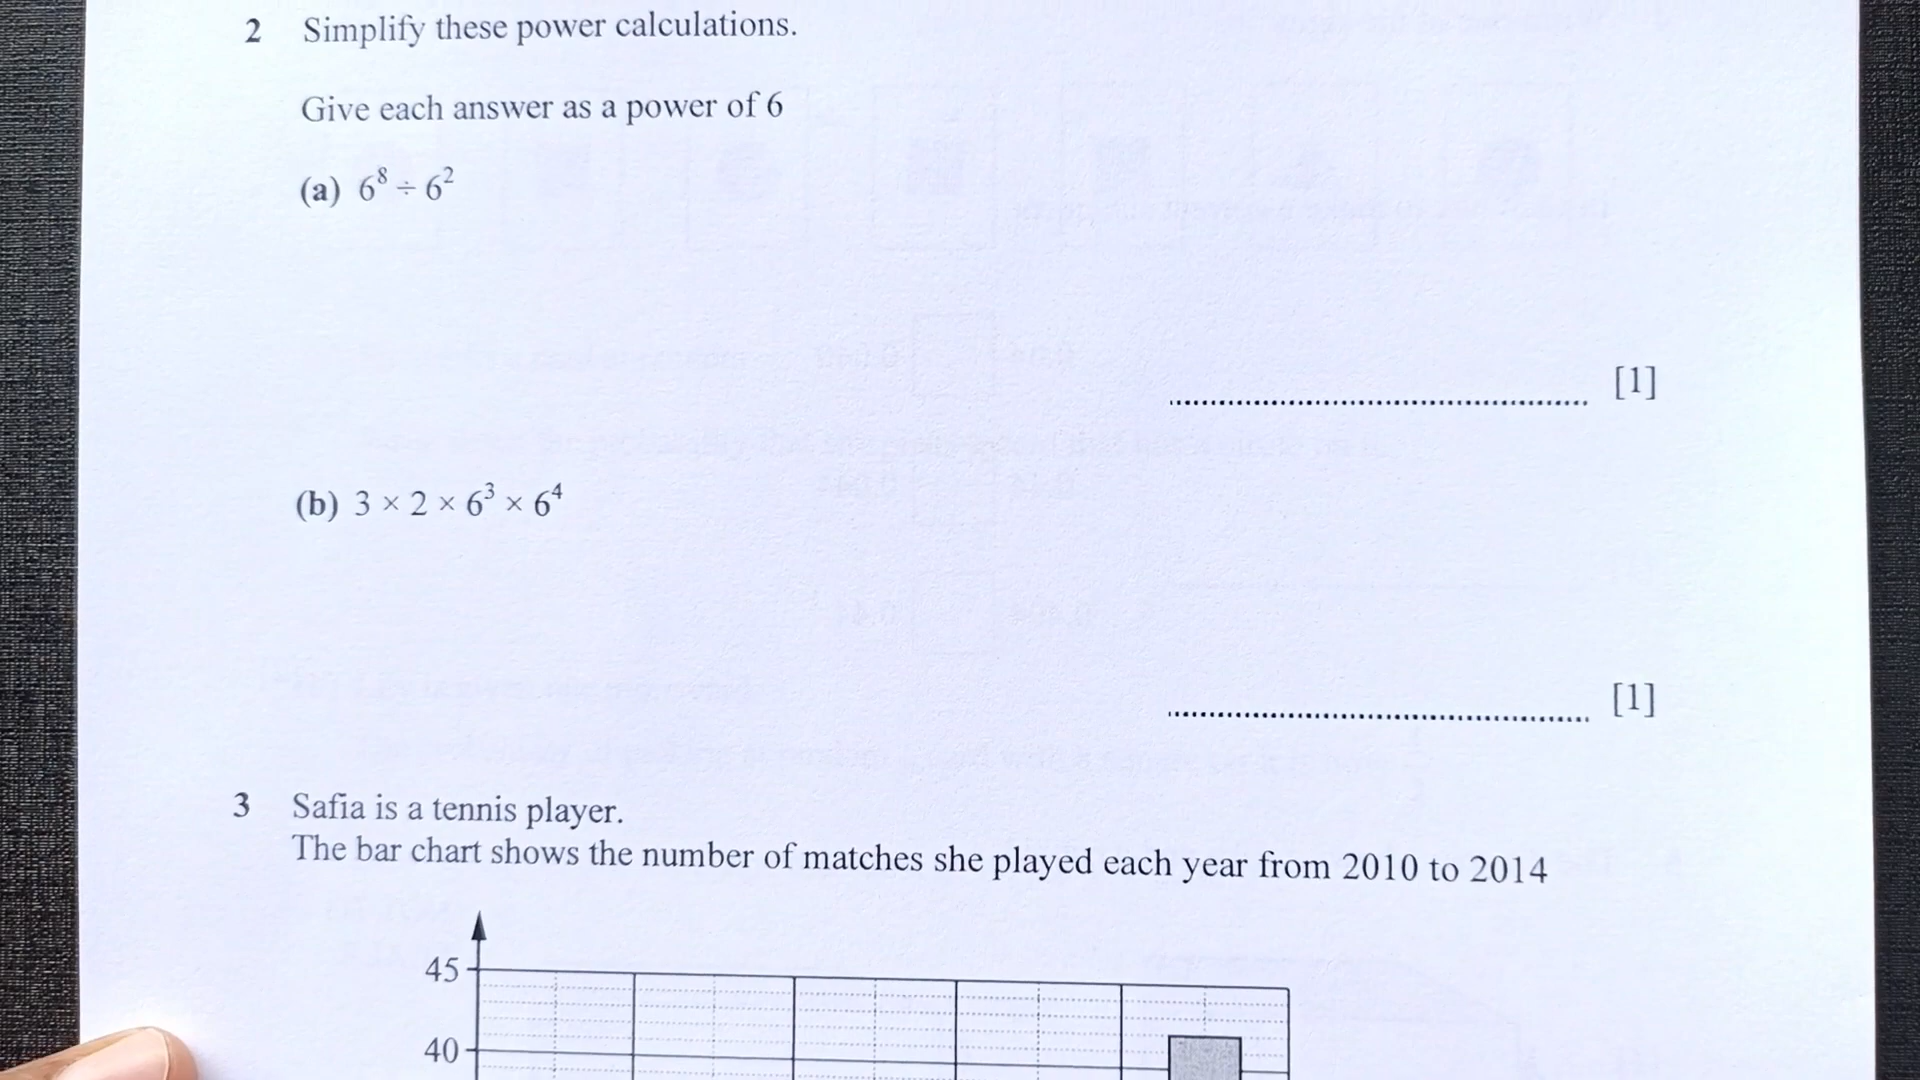 2 Simplify these power calculations.
Give each answer as a power of 6
(a) 6⁸ ÷ 6²
[1]
(b) 3 × 2 × 6³ × 6⁴
[1]
3 Safia is a tennis player.
The bar chart shows the number of matches she played each year from 2010 to 2014
45
40